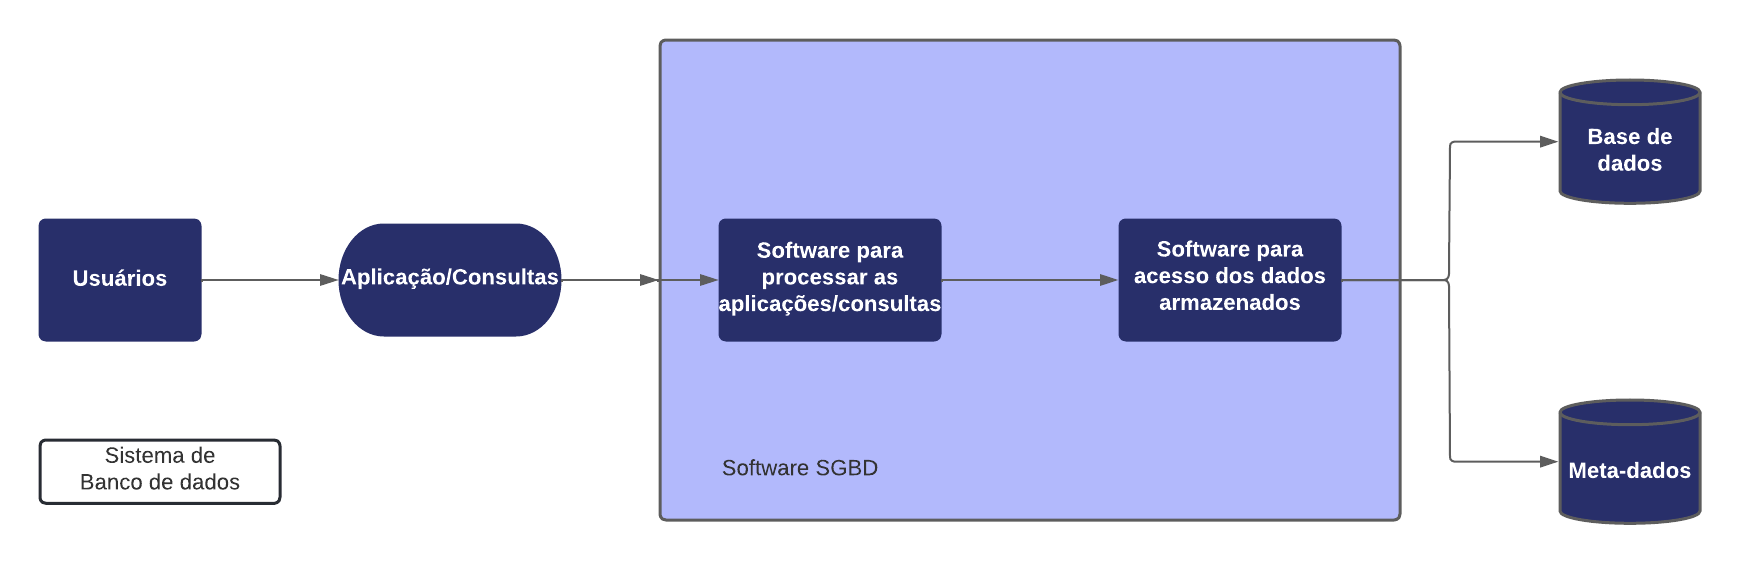 Usuários
Aplicação/Consultas
Software para
processar as
aplicações/consultas
Software para
acesso dos dados
armazenados
Base de
dados
Meta-dados
Sistema de
Banco de dados
Software SGBD